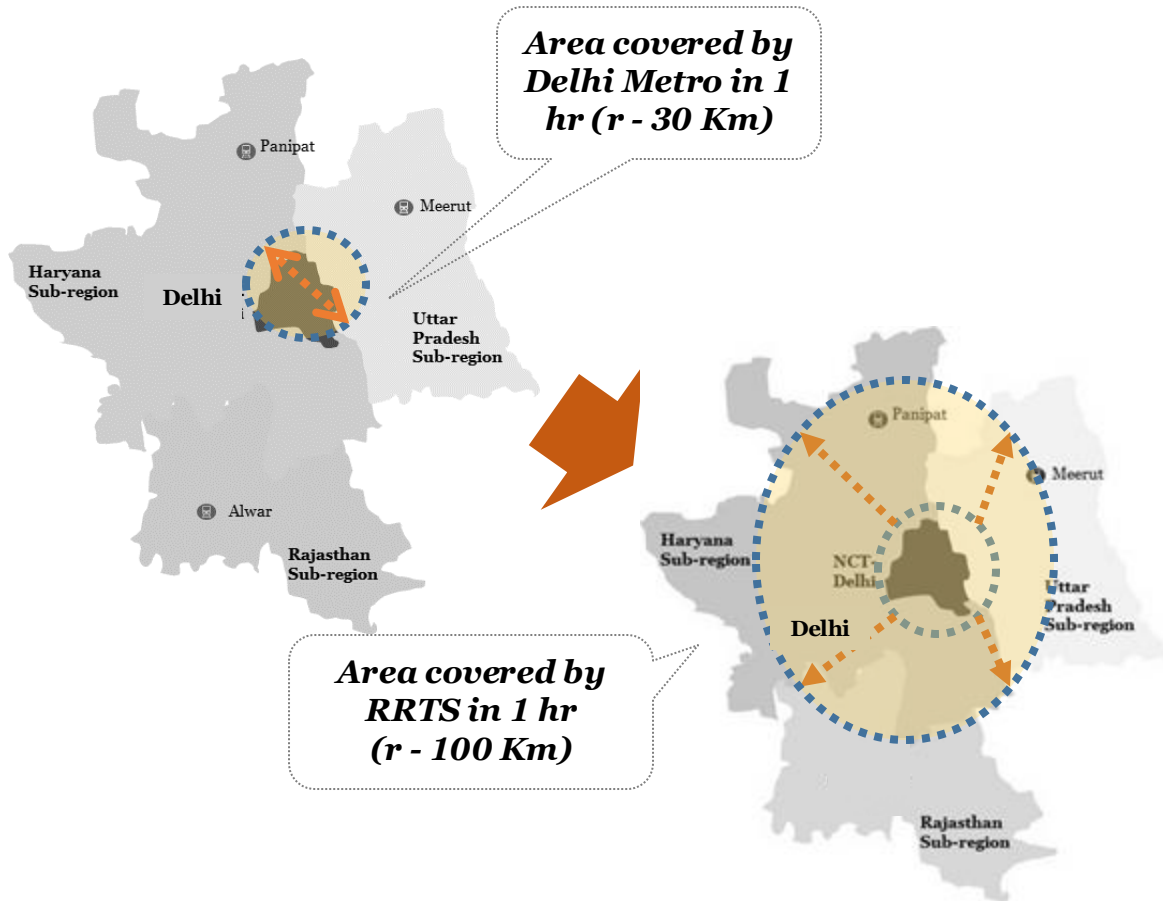 Area covered by
Delhi Metro in 1
hr (r - 30 Km)
Panipat
Meerut
Haryana
Sub-region
Delhi
Uttar
Pradesh
Sub-region
Alwar
Rajasthan
Sub-region
Panipat
Meerut
Haryana
Sub-region
NCT-
Delhi
Uttar
Pradesh
Sub-region
Delhi
Area covered by
RRTS in 1 hr
(r - 100 Km)
Rajasthan
Sub-region